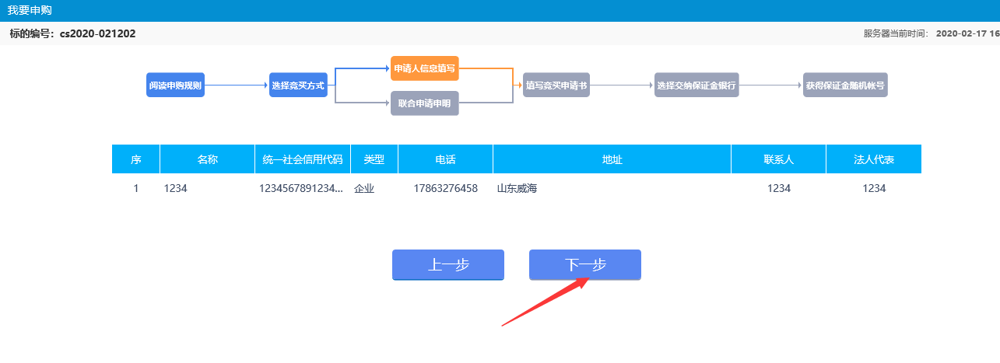 我要申购
标的编号：cs2020-021202 服务器当前时间： 2020-02-17 16
申请人信息填写
阅读申购规则 选择竞买方式 填写竞买申请书 选择交纳保证金银行 获得保证金随机帐号
联合申请申明
序 名称 统一社会信用代码 类型 电话 地址 联系人 法人代表
1 1234 1234567891234... 企业 17863276458 山东威海 1234 1234
上一步 下一步